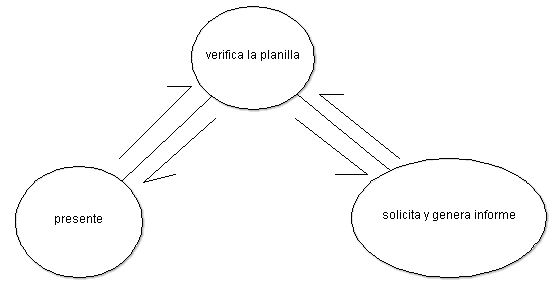 verifica la planilla
presente
solicita y genera informe